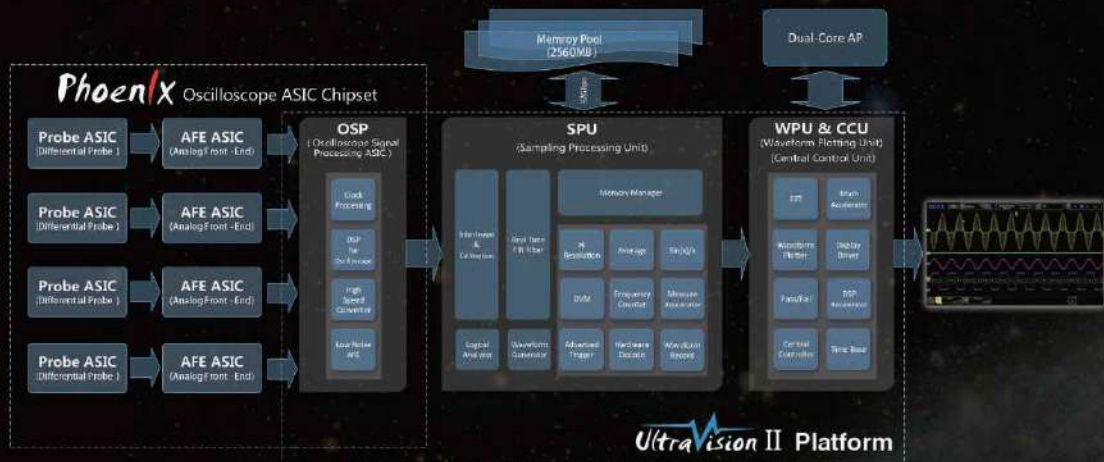 Memroy Pool
(2560MB)
Dual-Core AP
Phoenix Oscilloscope ASIC Chipset
Probe ASIC
(Differential Probe )
AFE ASIC
(Analog Front -End)
Probe ASIC
(Differential Probe )
AFE ASIC
(Analog Front -End)
Probe ASIC
(Differential Probe )
AFE ASIC
(Analog Front -End)
Probe ASIC
(Differential Probe )
AFE ASIC
(Analog Front -End)
OSP
( Oscilloscope Signal
Processing ASIC )
Clock
Processing
DSP
for
Oscilloscope
High
Speed
Converter
Low Noise
SPU
(Sampling Processing Unit)
Memory Manager
Interleave
&
Calibration
Real Time
FIR Filter
Hi
Resolution
Average
Sin(x)/x
DVM
Frequency
Counter
Measure
Accelerator
Logical
Analyzer
Waveform
Generator
Advanced
Trigger
Hardware
Decode
Waveform
Record
WPU & CCU
(Waveform Plotting Unit)
(Central Control Unit)
FFT
Math
Accelerator
Waveform
Plotter
Display
Driver
Pass/Fail
DSP
Accelerator
Central
Controller
Time Base
UltraVision II Platform